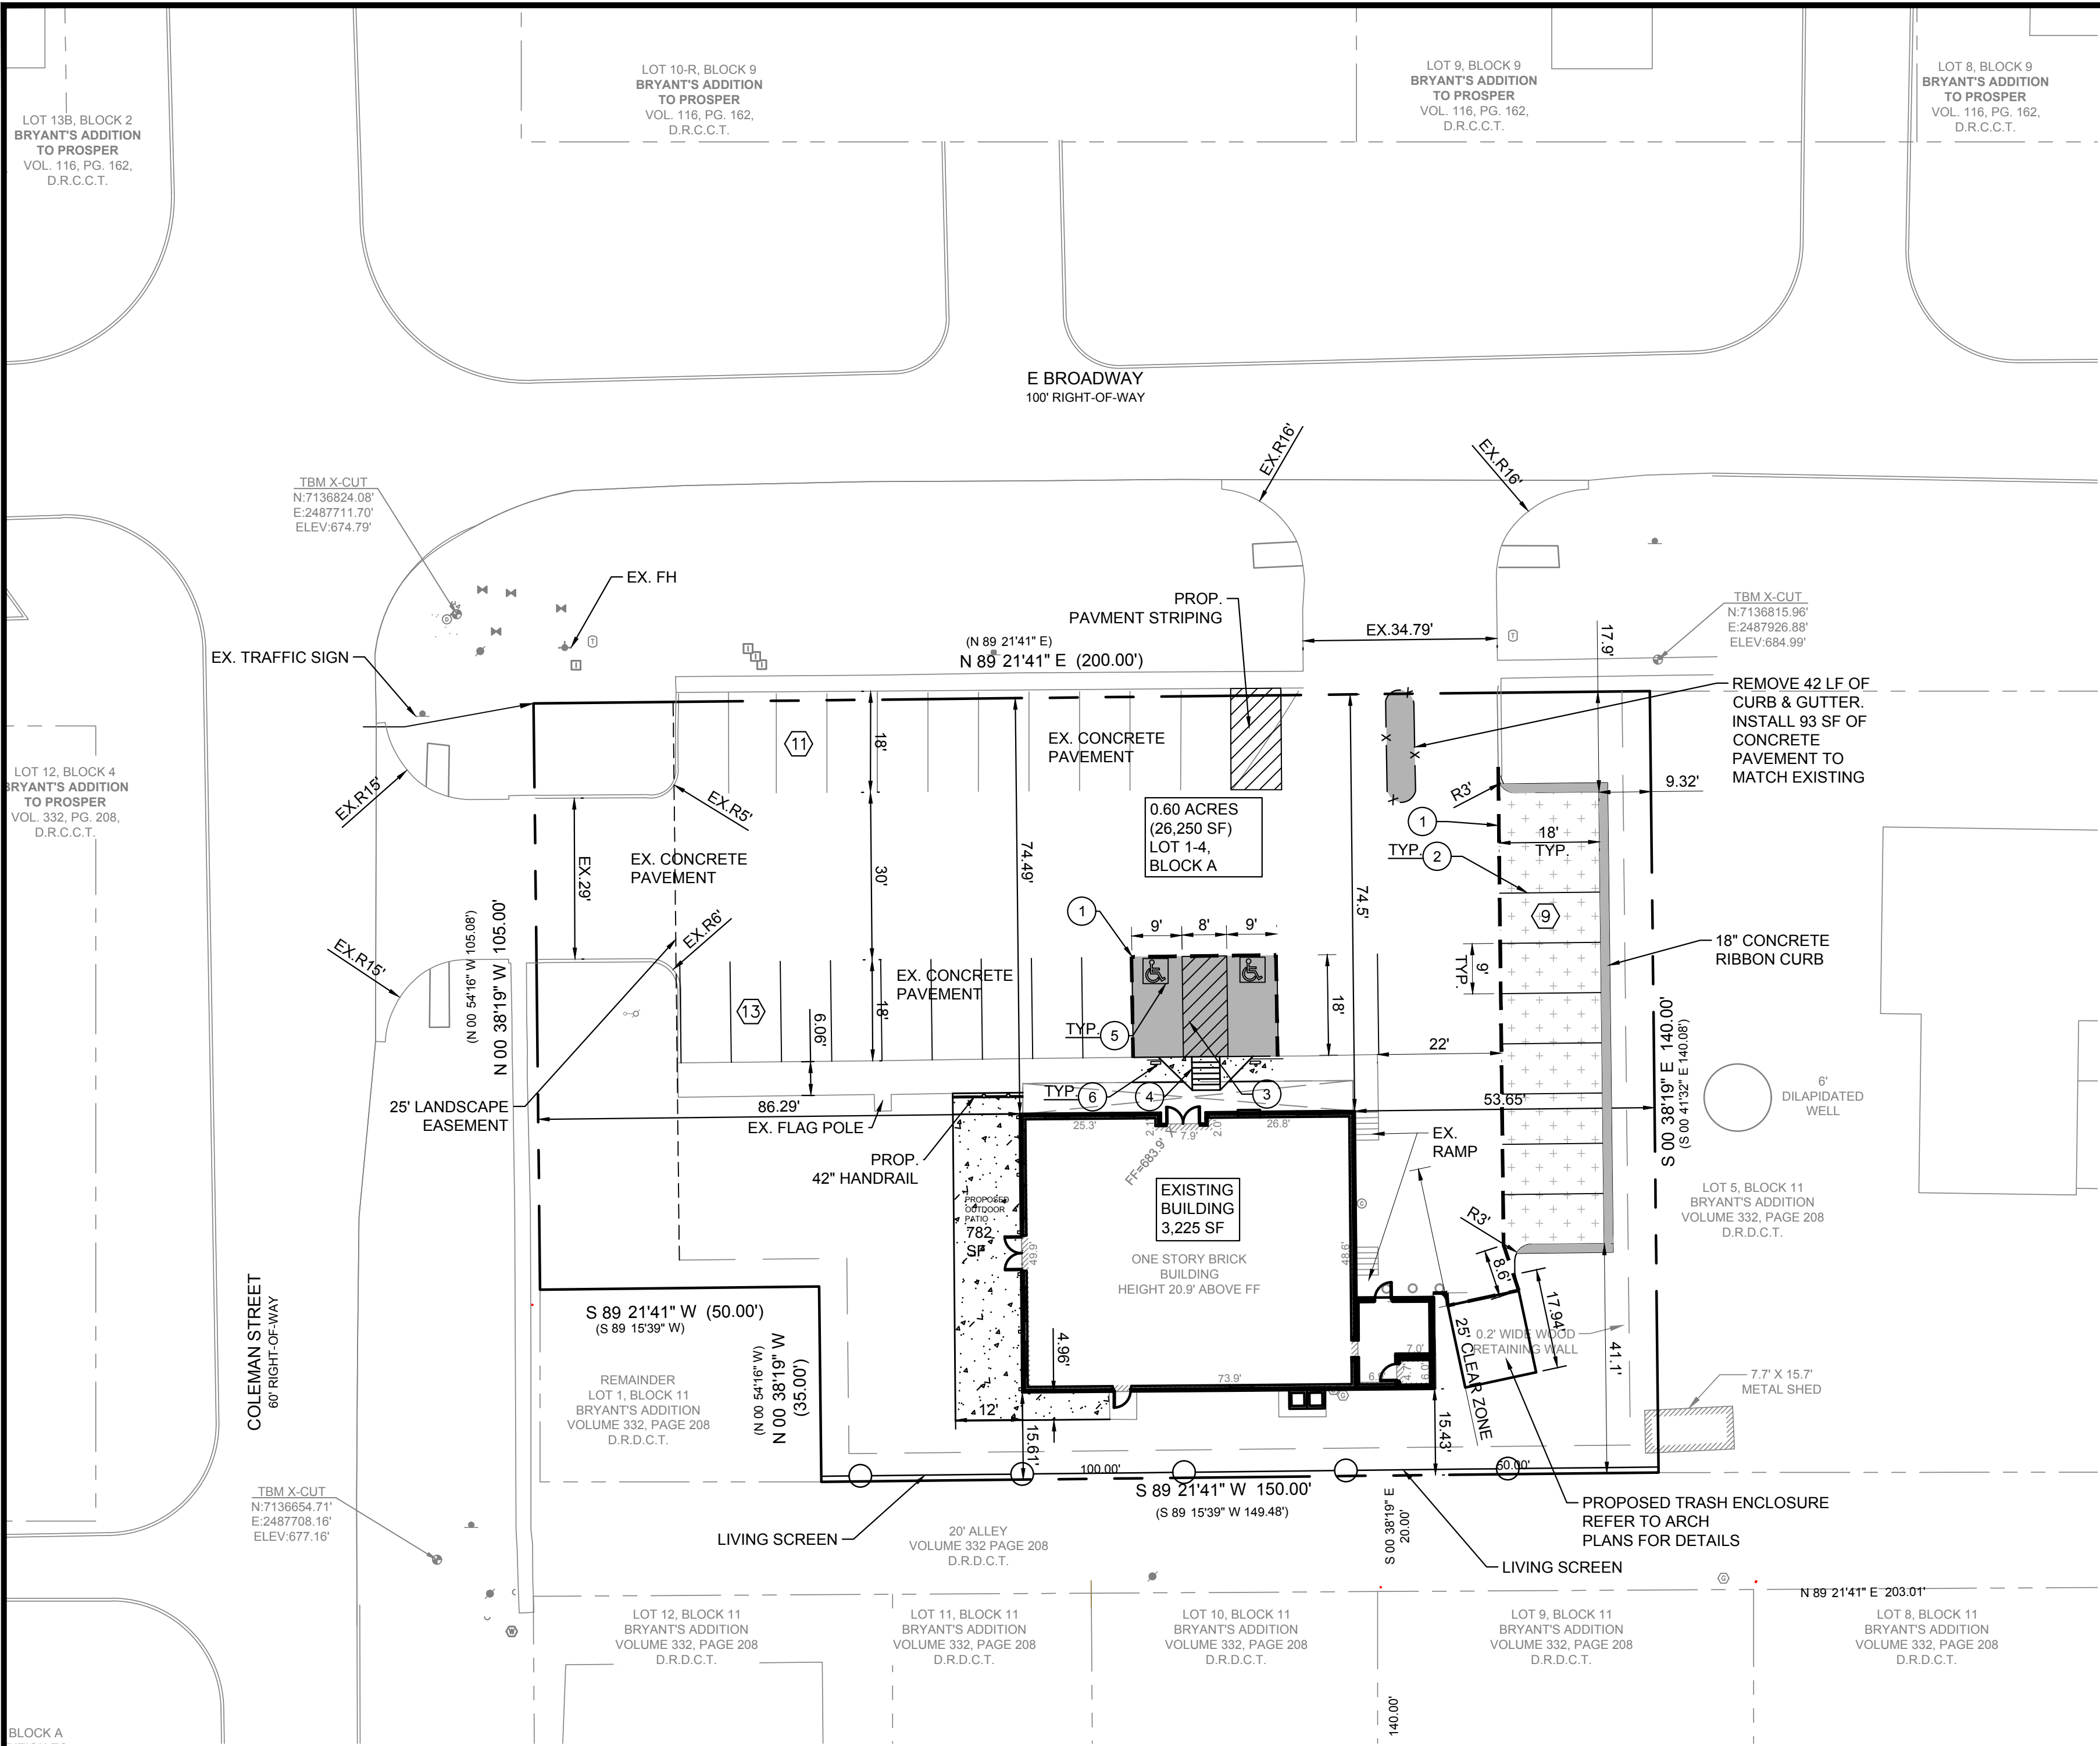 LOT 13B, BLOCK 2
BRYANT'S ADDITION
TO PROSPER
VOL. 116, PG. 162,
D.R.C.C.T.
LOT 10-R, BLOCK 9
BRYANT'S ADDITION
TO PROSPER
VOL. 116, PG. 162,
D.R.C.C.T.
LOT 9, BLOCK 9
BRYANT'S ADDITION
TO PROSPER
VOL. 116, PG. 162,
D.R.C.C.T.
LOT 8, BLOCK 9
BRYANT'S ADDITION
TO PROSPER
VOL. 116, PG. 162,
D.R.C.C.T.
E BROADWAY
100' RIGHT-OF-WAY
EX.R16'
EX.R16'
TBM X-CUT
N:7136824.08'
E:2487711.70'
ELEV:674.79'
EX. FH
EX. TRAFFIC SIGN
PROP.
PAVMENT STRIPING
(N 89 21'41" E)
N 89 21'41" E (200.00')
EX.34.79'
17.9'
TBM X-CUT
N:7136815.96'
E:2487926.88'
ELEV:684.99'
REMOVE 42 LF OF
CURB & GUTTER.
INSTALL 93 SF OF
CONCRETE
PAVEMENT TO
MATCH EXISTING
9.32'
LOT 12, BLOCK 4
BRYANT'S ADDITION
TO PROSPER
VOL. 332, PG. 208,
D.R.C.C.T.
EX.R15'
EX.R5'
11
18'
EX. CONCRETE
PAVEMENT
0.60 ACRES
(26,250 SF)
LOT 1-4,
BLOCK A
R3'
1
TYP.
2
18'
TYP.
9
9'
TYP.
EX.29'
EX. CONCRETE
PAVEMENT
30'
74.49'
74.5'
EX.R6'
EX.R15'
(N 00 54'16" W 105.08')
N 00 38'19" W 105.00'
1
9'
8'
9'
EX. CONCRETE
PAVEMENT
18'
13
6.06'
18'
TYP.
5
22'
18" CONCRETE
RIBBON CURB
S 00 38'19" E 140.00'
(S 00 41'32" E 140.08')
6'
DILAPIDATED
WELL
25' LANDSCAPE
EASEMENT
86.29'
EX. FLAG POLE
TYP.
6
4
3
53.65'
EX.
RAMP
PROP.
42" HANDRAIL
25.3'
2.1'
7.9'
2.0'
26.8'
FF=683.9'
EXISTING
BUILDING
3,225 SF
ONE STORY BRICK
BUILDING
HEIGHT 20.9' ABOVE FF
PROPOSED
OUTDOOR
PATIO
782
SF
49.9'
48.6'
LOT 5, BLOCK 11
BRYANT'S ADDITION
VOLUME 332, PAGE 208
D.R.D.C.T.
R3'
8.6'
17.94'
25' CLEAR ZONE
0.2' WIDE WOOD
RETAINING WALL
41.1'
7.7' X 15.7'
METAL SHED
COLEMAN STREET
60' RIGHT-OF-WAY
S 89 21'41" W (50.00')
(S 89 15'39" W)
(N 00 54'16" W)
N 00 38'19" W
(35.00')
REMAINDER
LOT 1, BLOCK 11
BRYANT'S ADDITION
VOLUME 332, PAGE 208
D.R.D.C.T.
4.96'
73.9'
7.0'
4.7'
6.0'
12'
15.61'
15.43'
100.00'
50.00'
S 89 21'41" W 150.00'
(S 89 15'39" W 149.48')
S 00 38'19" E
20.00'
PROPOSED TRASH ENCLOSURE
REFER TO ARCH
PLANS FOR DETAILS
LIVING SCREEN
LIVING SCREEN
TBM X-CUT
N:7136654.71'
E:2487708.16'
ELEV:677.16'
20' ALLEY
VOLUME 332 PAGE 208
D.R.D.C.T.
N 89 21'41" E 203.01'
LOT 12, BLOCK 11
BRYANT'S ADDITION
VOLUME 332, PAGE 208
D.R.D.C.T.
LOT 11, BLOCK 11
BRYANT'S ADDITION
VOLUME 332, PAGE 208
D.R.D.C.T.
LOT 10, BLOCK 11
BRYANT'S ADDITION
VOLUME 332, PAGE 208
D.R.D.C.T.
LOT 9, BLOCK 11
BRYANT'S ADDITION
VOLUME 332, PAGE 208
D.R.D.C.T.
LOT 8, BLOCK 11
BRYANT'S ADDITION
VOLUME 332, PAGE 208
D.R.D.C.T.
140.00'
BLOCK A